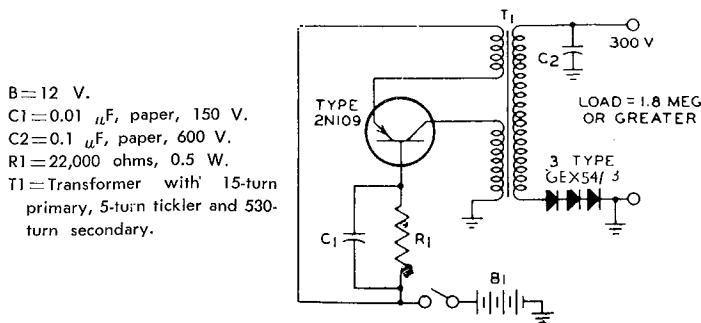 B=12 V.
C1=0.01 μF, paper, 150 V.
C2=0.1 μF, paper, 600 V.
R1=22,000 ohms, 0.5 W.
T1=Transformer with 15-turn
primary, 5-turn tickler and 530-
turn secondary.
T1
C2
300 V
TYPE
2N109
LOAD = 1.8 MEG
OR GREATER
3 TYPE
GEX54/3
C1
R1
B1